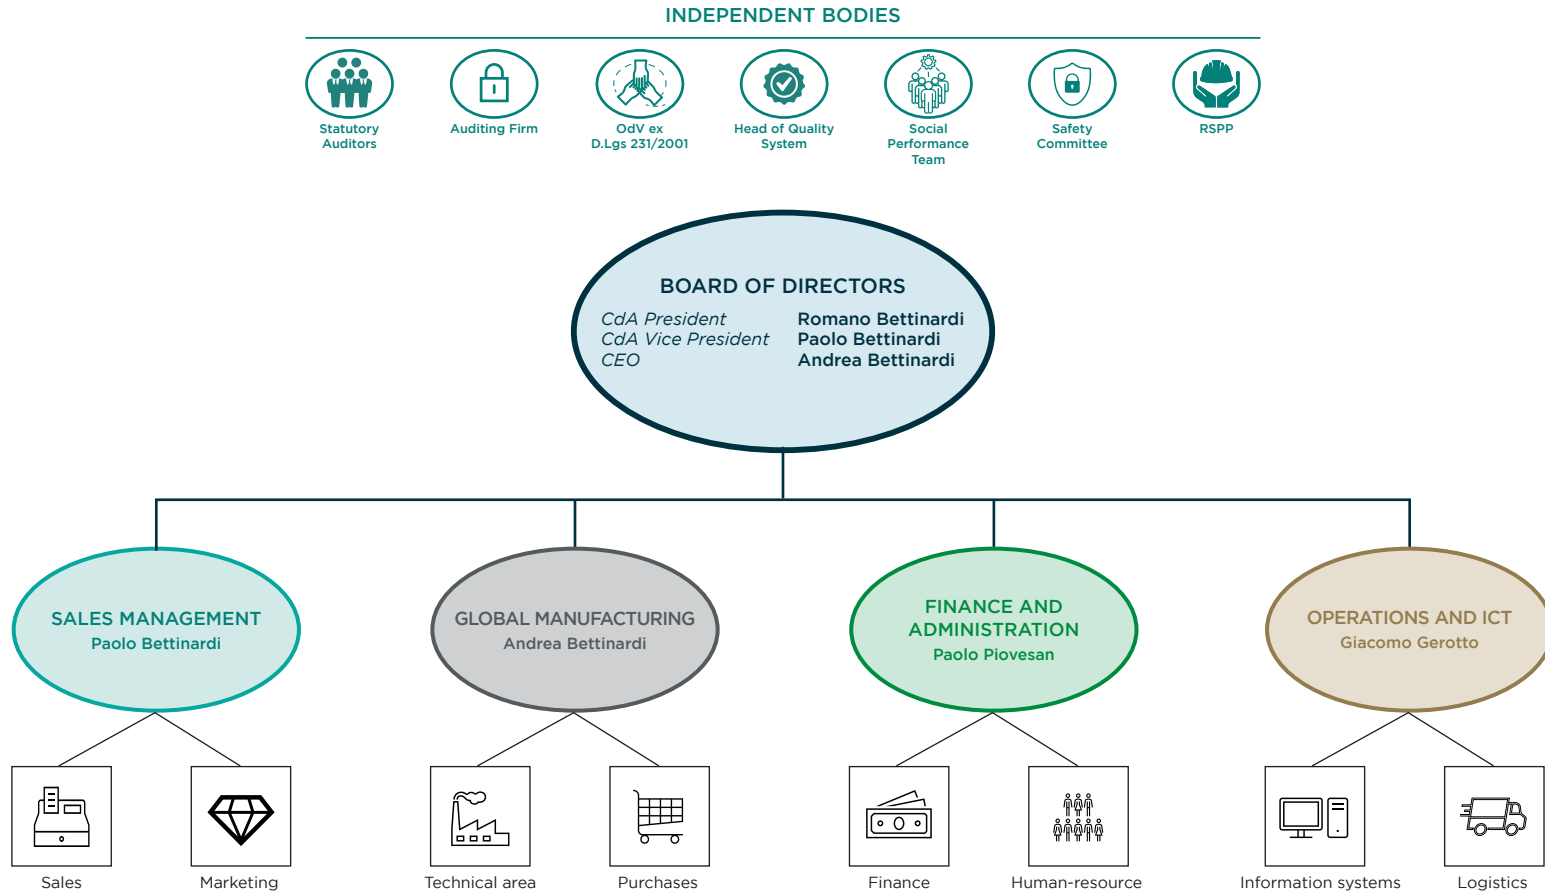 INDEPENDENT BODIES
Statutory
Auditors
Auditing Firm
OdV ex
D.Lgs 231/2001
Head of Quality
System
Social
Performance
Team
Safety
Committee
RSPP
BOARD OF DIRECTORS
CdA President Romano Bettinardi
CdA Vice President Paolo Bettinardi
CEO Andrea Bettinardi
SALES MANAGEMENT
Paolo Bettinardi
GLOBAL MANUFACTURING
Andrea Bettinardi
FINANCE AND
ADMINISTRATION
Paolo Piovesan
OPERATIONS AND ICT
Giacomo Gerotto
Sales
Marketing
Technical area
Purchases
Finance
Human-resource
Information systems
Logistics